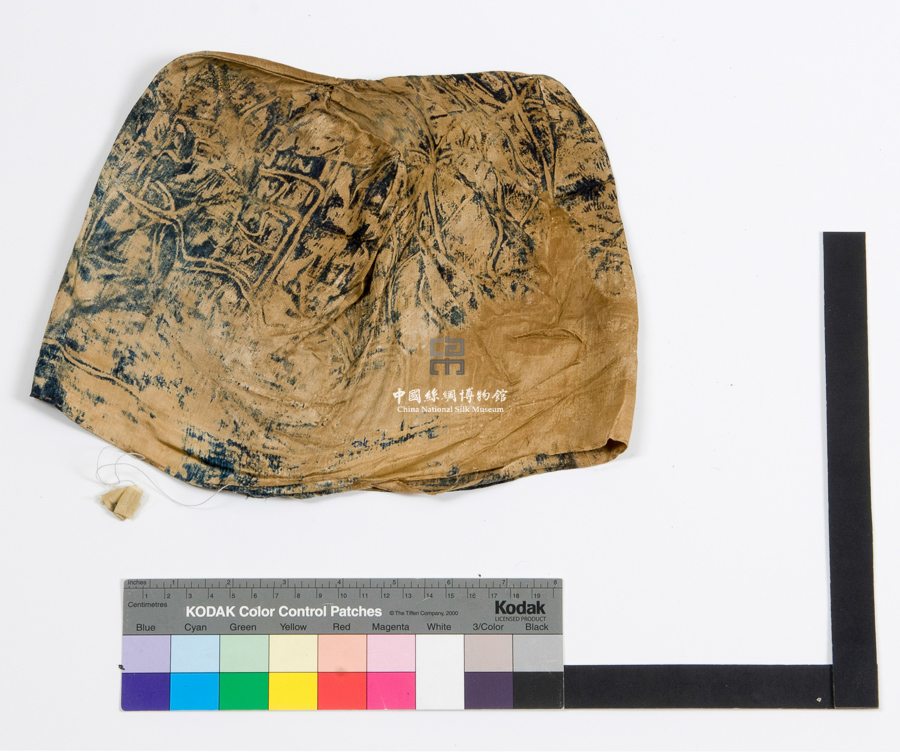 中國絲綢博物館
China National Silk Museum
Inches 1 2 3 4 5 6 7 8
1 2 3 4 5 6 7 8 9 10 11 12 13 14 15 16 17 18 19
Centimetres
KODAK Color Control Patches © The Tiffen Company, 2000 Kodak
LICENSED PRODUCT
Blue Cyan Green Yellow Red Magenta White 3/Color Black